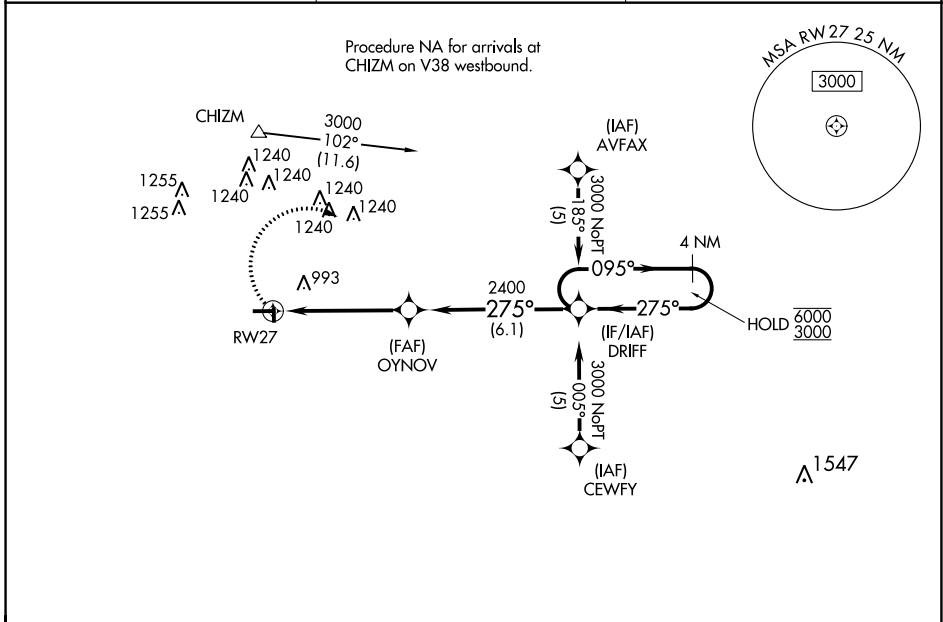 Procedure NA for arrivals at
CHIZM on V38 westbound.
MSA RW27 25 NM
3000
CHIZM
3000
102°
(11.6)
(IAF)
AVFAX
3000 NoPT
185°
(5)
1240
1240
1240
1255
1255
1240
1240
1240
993
4 NM
095°
2400
275°
(6.1)
275°
HOLD 6000
3000
RW27
(FAF)
OYNOV
(IF/IAF)
DRIFF
3000 NoPT
005°
(5)
(IAF)
CEWFY
1547